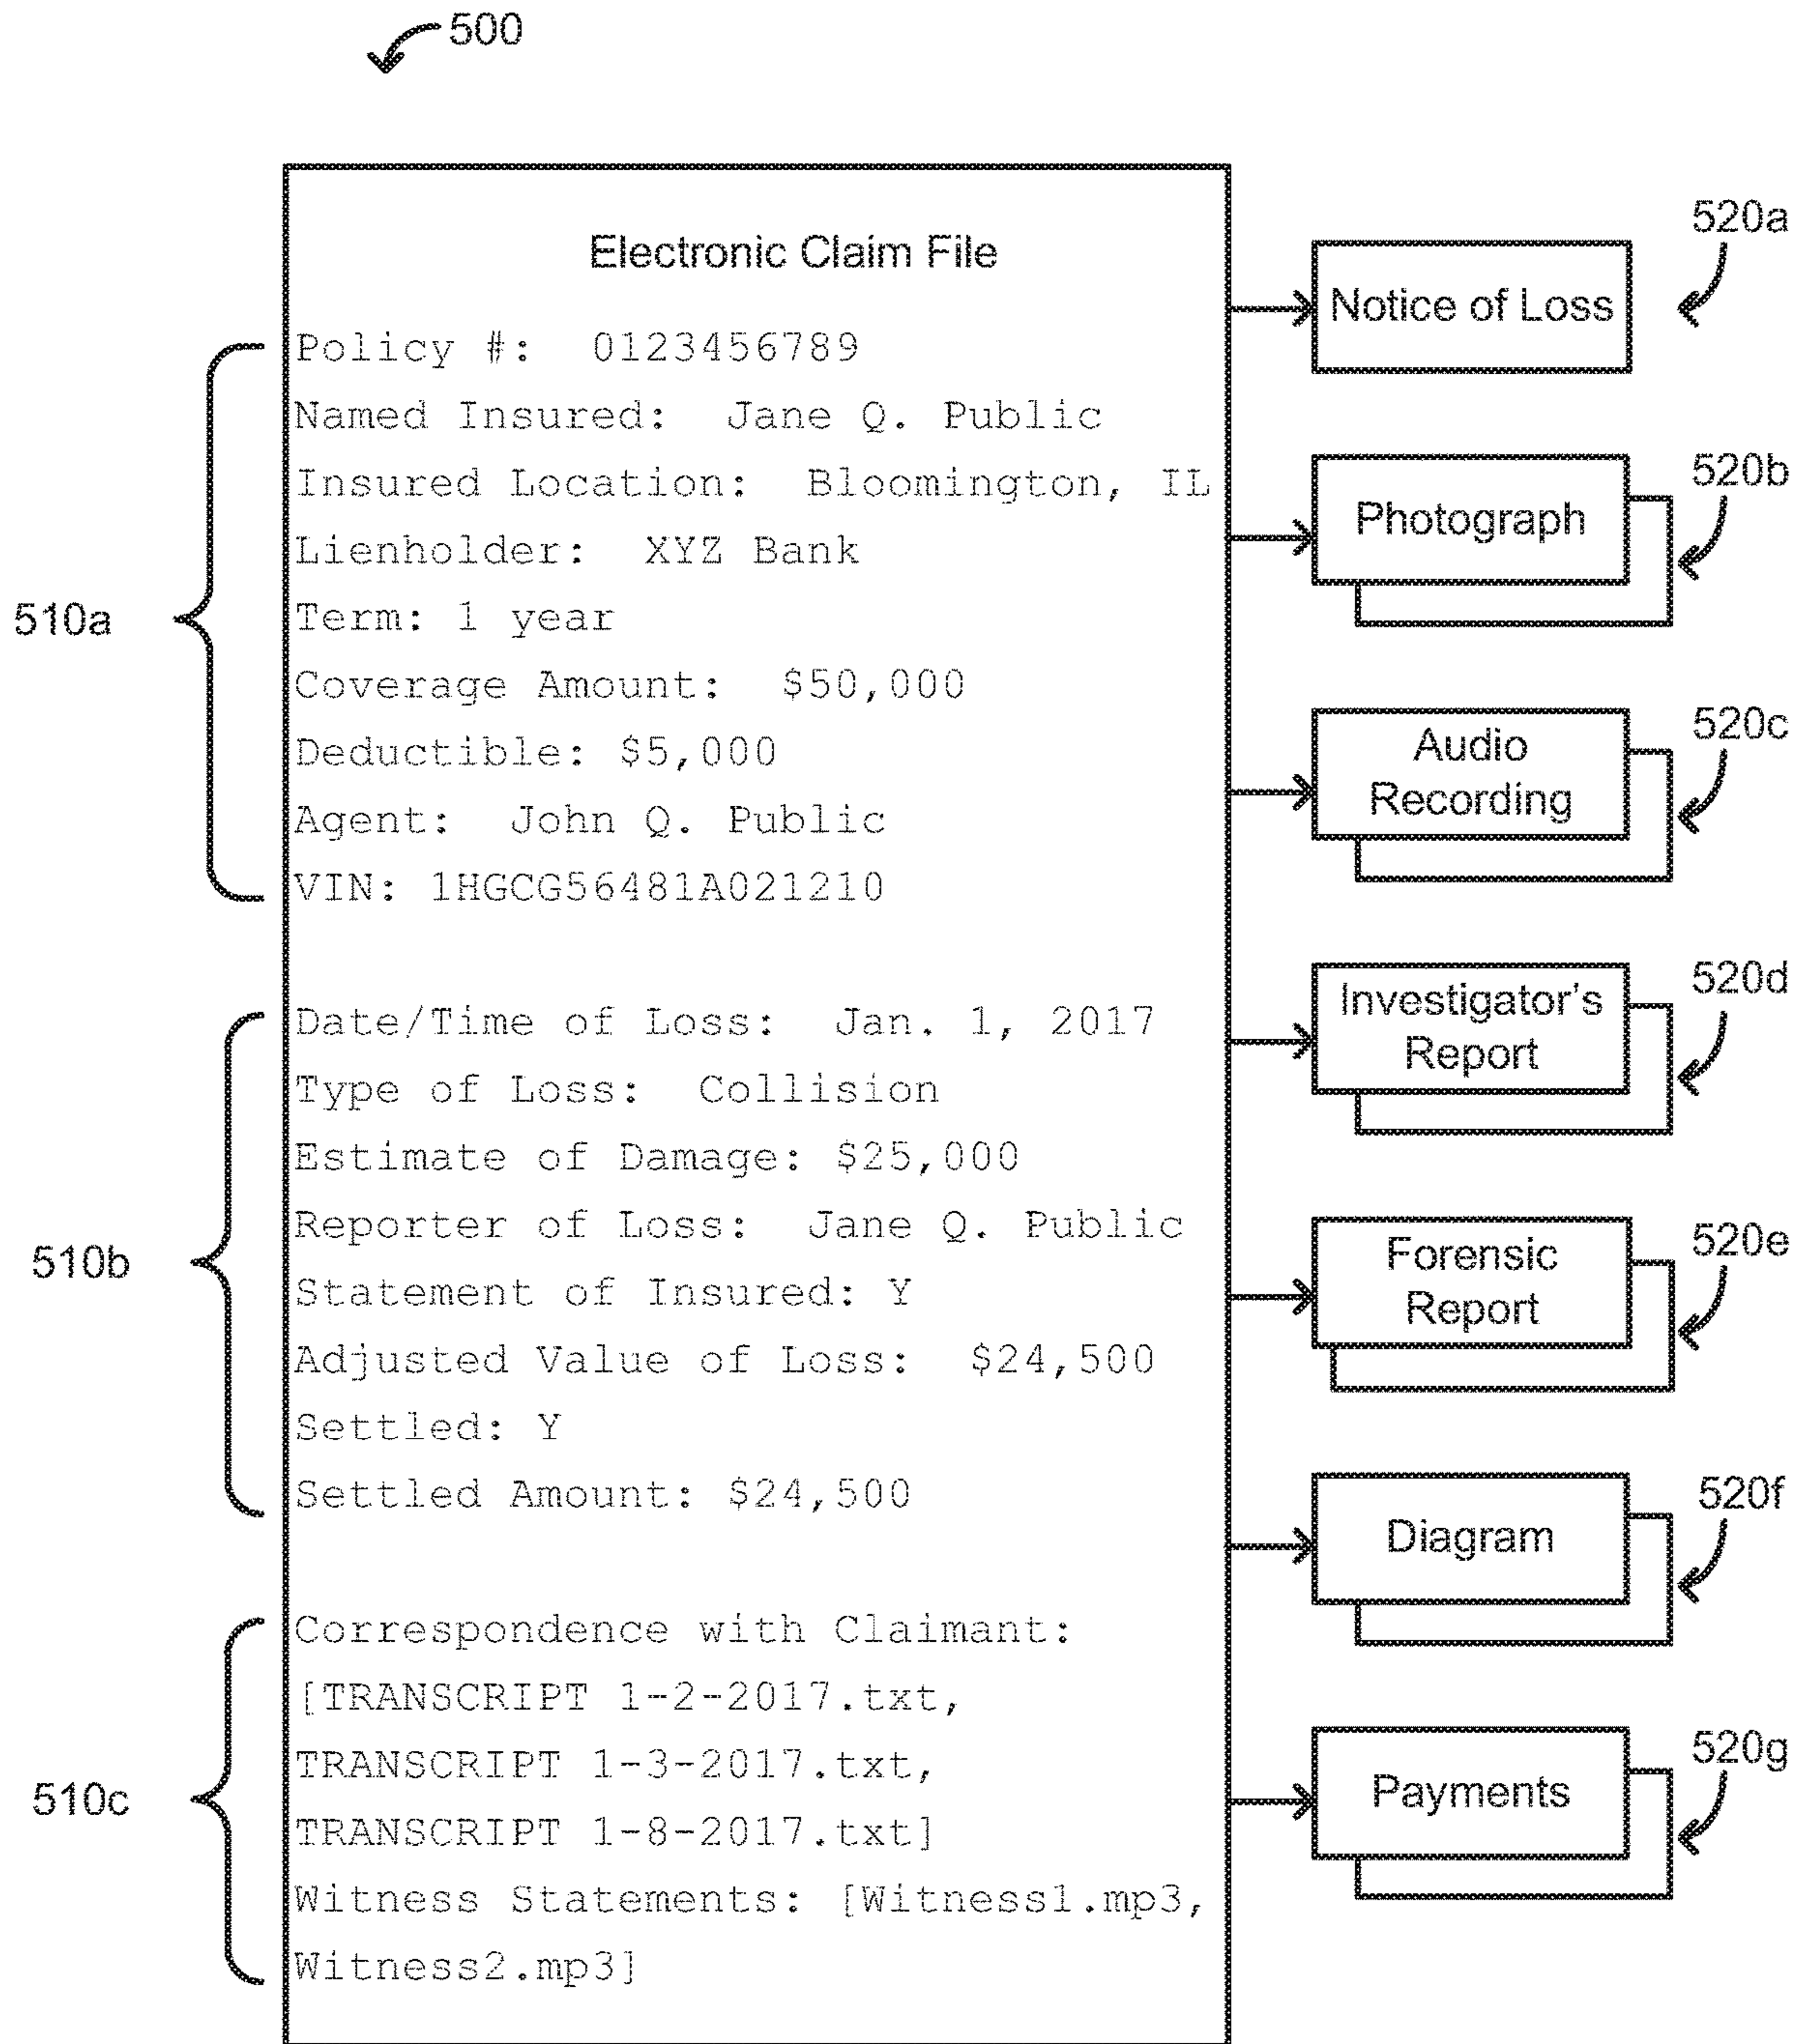 500
Electronic Claim File
510a
Policy #: 0123456789
Named Insured: Jane Q. Public
Insured Location: Bloomington, IL
Lienholder: XYZ Bank
Term: 1 year
Coverage Amount: $50,000
Deductible: $5,000
Agent: John Q. Public
VIN: 1HGCG56481A021210
510b
Date/Time of Loss: Jan. 1, 2017
Type of Loss: Collision
Estimate of Damage: $25,000
Reporter of Loss: Jane Q. Public
Statement of Insured: Y
Adjusted Value of Loss: $24,500
Settled: Y
Settled Amount: $24,500
510c
Correspondence with Claimant:
[TRANSCRIPT 1-2-2017.txt,
TRANSCRIPT 1-3-2017.txt,
TRANSCRIPT 1-8-2017.txt]
Witness Statements: [Witness1.mp3,
Witness2.mp3]
520a
Notice of Loss
520b
Photograph
520c
Audio
Recording
520d
Investigator's
Report
520e
Forensic
Report
520f
Diagram
520g
Payments